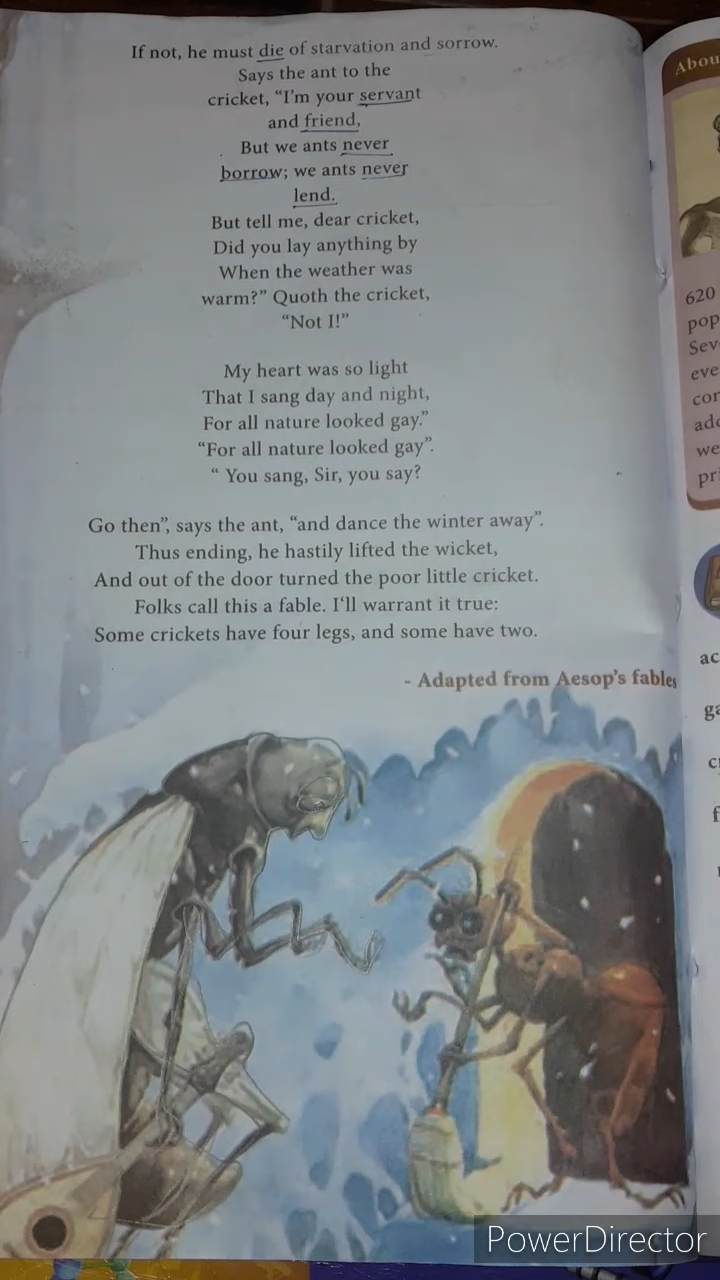 If not, he must die of starvation and sorrow.
Says the ant to the
cricket, “I'm your servant
and friend,
But we ants never
borrow; we ants never
lend.
But tell me, dear cricket,
Did you lay anything by
When the weather was
warm?” Quoth the cricket,
“Not I!”
My heart was so light
That I sang day and night,
For all nature looked gay.”
“For all nature looked gay”.
“ You sang, Sir, you say?
Go then”, says the ant, “and dance the winter away”.
Thus ending, he hastily lifted the wicket,
And out of the door turned the poor little cricket.
Folks call this a fable. I‘ll warrant it true:
Some crickets have four legs, and some have two.
- Adapted from Aesop's fables
620
PowerDirector